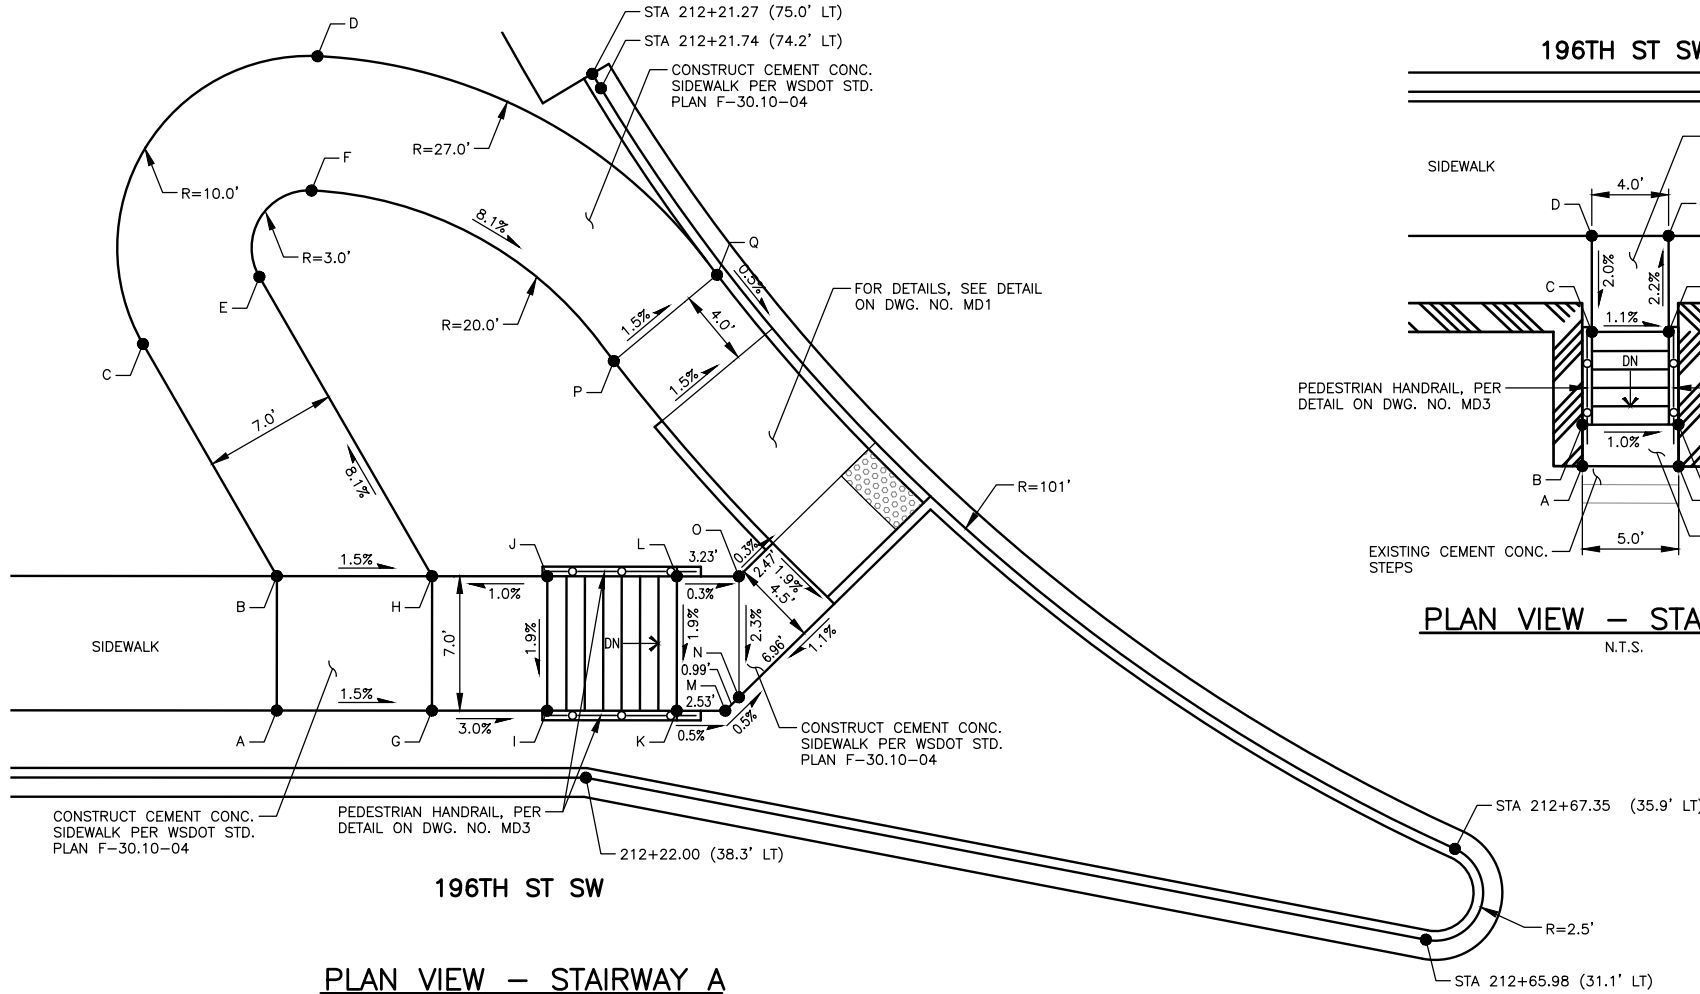 STA 212+21.27 (75.0' LT)
STA 212+21.74 (74.2' LT)
CONSTRUCT CEMENT CONC.
SIDEWALK PER WSDOT STD.
PLAN F-30.10-04
D
R=27.0'
R=10.0'
F
R=3.0'
8.1%
E
R=20.0'
C
Q
0.5%
1.5%
4.0'
P
1.5%
FOR DETAILS, SEE DETAIL
ON DWG. NO. MD1
7.0'
8.1%
R=101'
1.5%
B
H
J
1.0%
L
3.23'
O
0.3%
0.3%
2.47'
1.9%
4.5'
SIDEWALK
7.0'
1.9%
DN
1.9%
2.3%
N
0.99'
M
2.53'
6.96'
1.1%
1.5%
A
G
3.0%
I
K
0.5%
0.5%
CONSTRUCT CEMENT CONC.
SIDEWALK PER WSDOT STD.
PLAN F-30.10-04
CONSTRUCT CEMENT CONC.
SIDEWALK PER WSDOT STD.
PLAN F-30.10-04
PEDESTRIAN HANDRAIL, PER
DETAIL ON DWG. NO. MD3
212+22.00 (38.3' LT)
196TH ST SW
STA 212+67.35 (35.9' LT)
R=2.5'
STA 212+65.98 (31.1' LT)
PLAN VIEW - STAIRWAY A
196TH ST SW
SIDEWALK
4.0'
D
2.0%
2.2%
C
1.1%
DN
PEDESTRIAN HANDRAIL, PER
DETAIL ON DWG. NO. MD3
1.0%
B
A
EXISTING CEMENT CONC.
STEPS
5.0'
PLAN VIEW - STA
N.T.S.